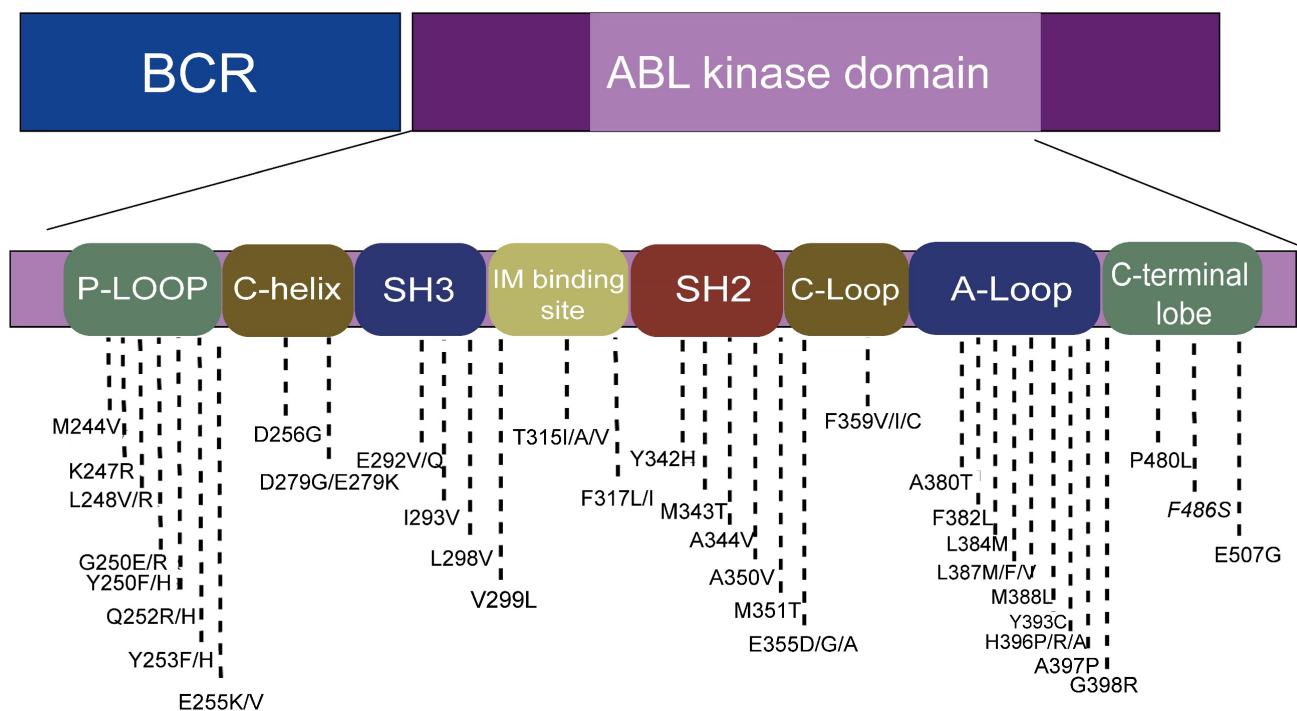 BCR
ABL kinase domain
P-LOOP
C-helix
SH3
IM binding
site
SH2
C-Loop
A-Loop
C-terminal
lobe
M244V
K247R
L248V/R
G250E/R
Y250F/H
Q252R/H
Y253F/H
E255K/V
D256G
D279G/E279K
E292V/Q
I293V
L298V
V299L
T315I/A/V
F317L/I
Y342H
M343T
A344V
A350V
M351T
E355D/G/A
F359V/I/C
A380T
F382L
L384M
L387M/F/V
M388L
Y393C
H396P/R/A
A397P
G398R
P480L
F486S
E507G